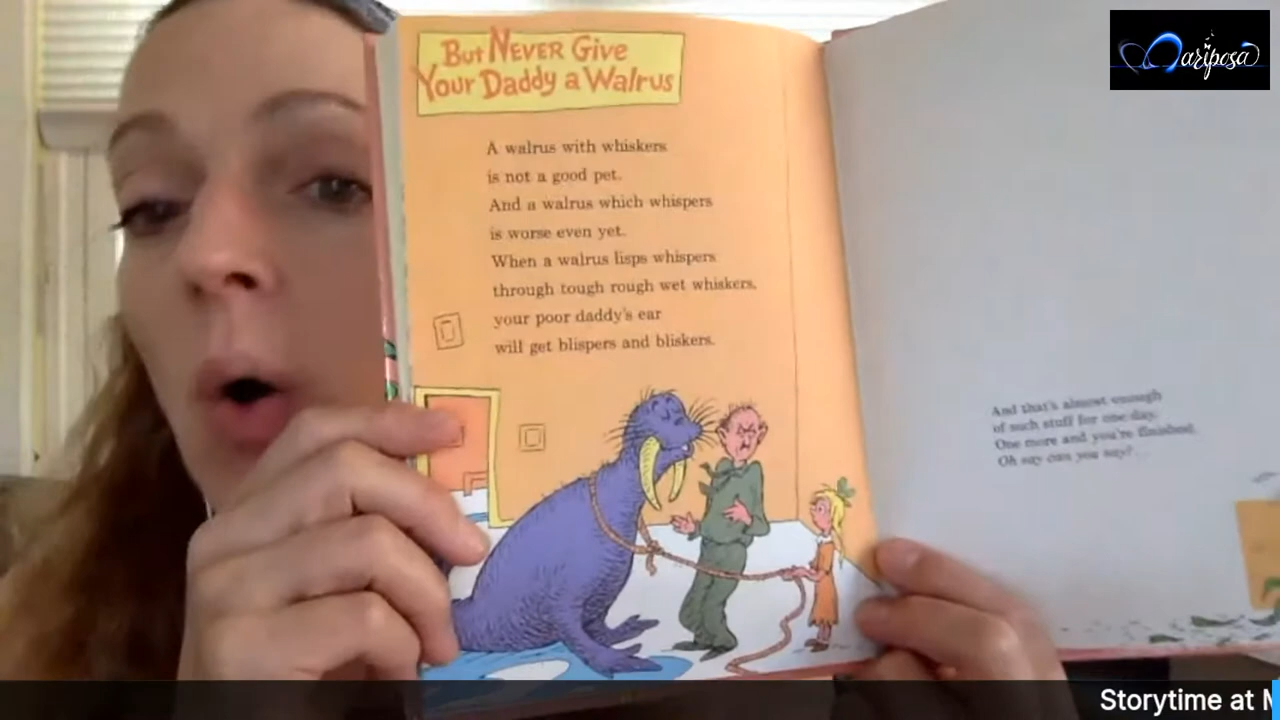 But Never Give
Your Daddy a Walrus
A walrus with whiskers
is not a good pet.
And a walrus which whispers
is worse even yet.
When a walrus lisps whispers
through tough rough wet whiskers,
your poor daddy's ear
will get blispers and bliskers.
And that's almost enough
of such stuff for one day.
One more and you're finished.
Oh say can you say? . . .
Mariposa
Storytime at M